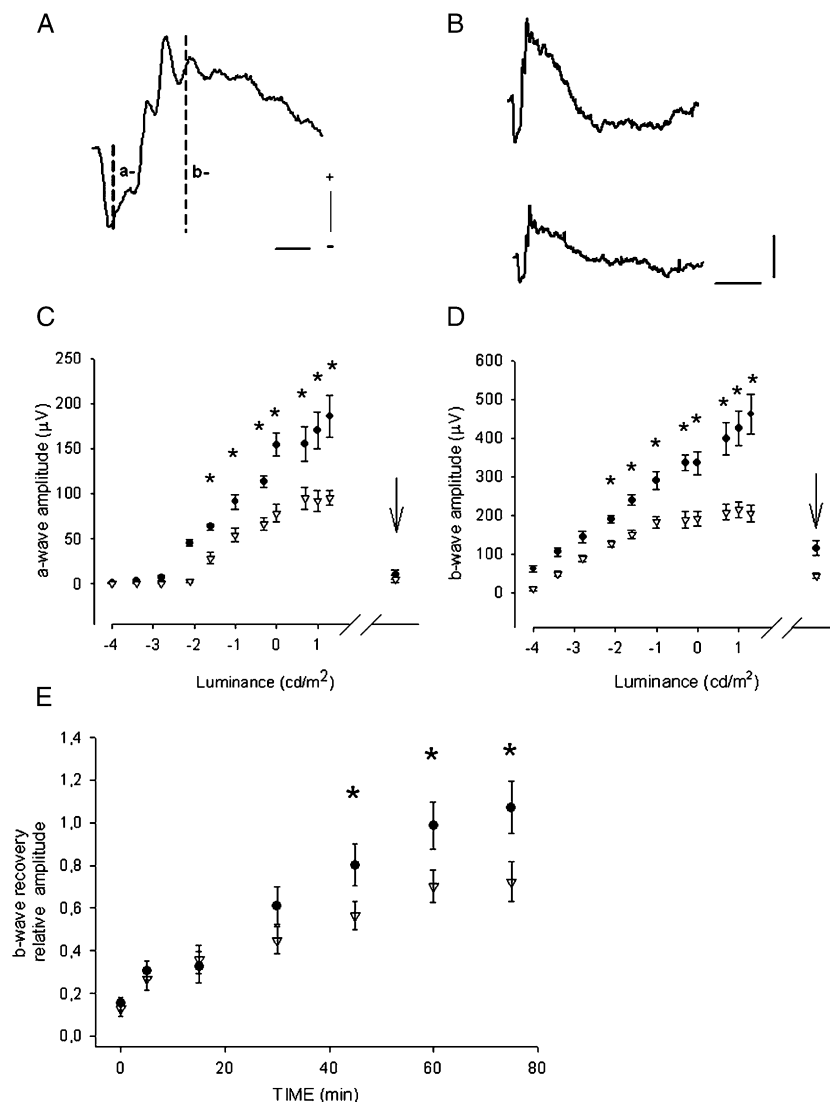 A
B
a-
b-
+
-
C
D
a-wave amplitude (μV)
250
200
150
100
50
0
* * * * * * *
-4 -3 -2 -1 0 1
Luminance (cd/m²)
b-wave amplitude (μV)
600
500
400
300
200
100
0
* * * * * * * *
-4 -3 -2 -1 0 1
Luminance (cd/m²)
E
b-wave recovery
relative amplitude
1,4
1,2
1,0
0,8
0,6
0,4
0,2
0,0
* * *
0 20 40 60 80
TIME (min)